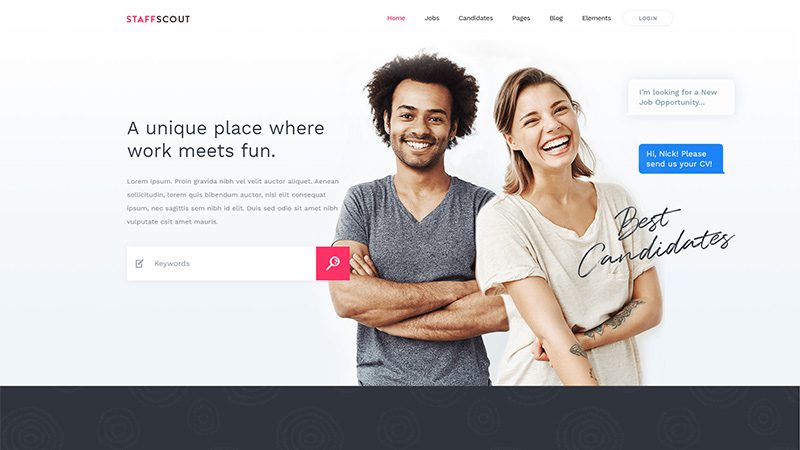 STAFFSCOUT
Home Jobs Candidates Pages Blog Elements LOGIN
I'm looking for a New
Job Opportunity...
A unique place where
work meets fun.
Hi, Nick! Please
send us your CV!
Lorem Ipsum. Proin gravida nibh vel velit auctor aliquet. Aenean
sollicitudin, lorem quis bibendum auctor, nisi elit consequat
ipsum, nec sagittis sem nibh id elit. Duis sed odio sit amet nibh
vulputate csit amet mauris.
Best
Candidates
Keywords